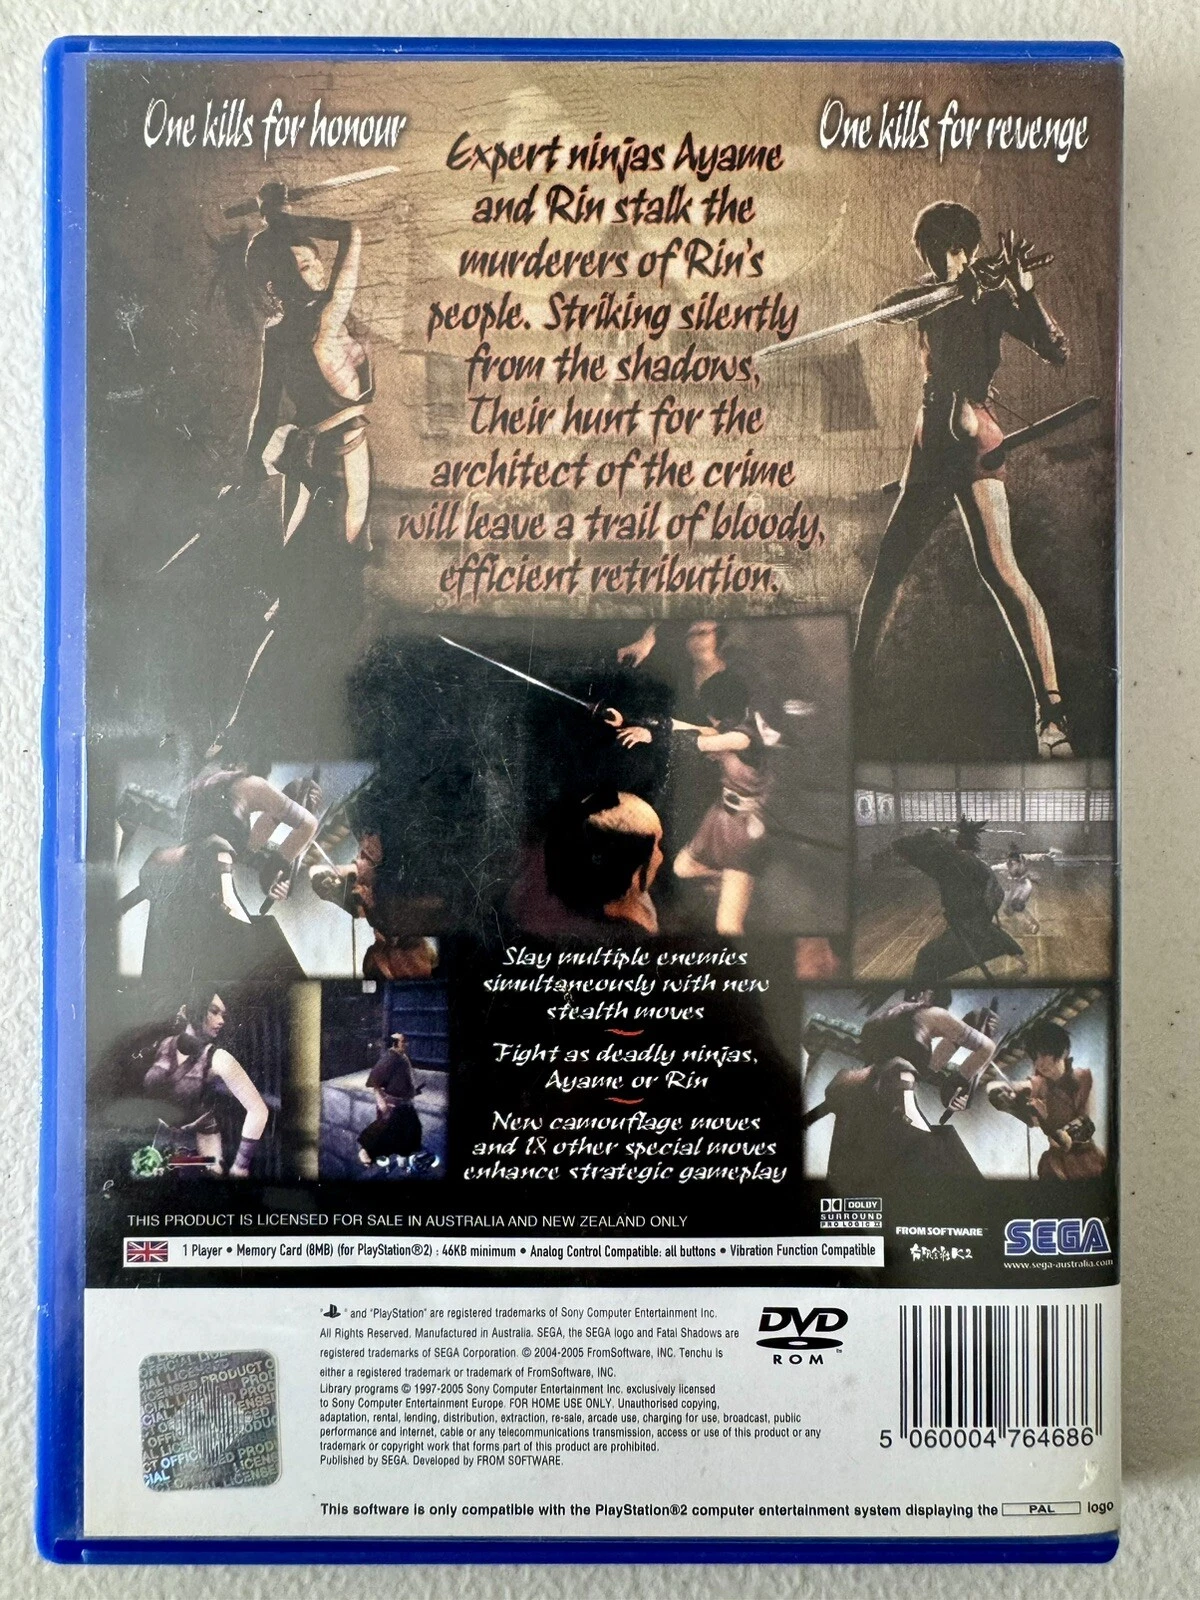 One kills for honour
One kills for revenge
Expert ninjas Ayame
and Rin stalk the
murderers of Rin's
people. Striking silently
from the shadows,
Their hunt for the
architect of the crime
will leave a trail of bloody,
efficient retribution.
Slay multiple enemies
simultaneously with new
stealth moves
Fight as deadly ninjas,
Ayame or Rin
New camouflage moves
and 18 other special moves
enhance strategic gameplay
THIS PRODUCT IS LICENSED FOR SALE IN AUSTRALIA AND NEW ZEALAND ONLY
DOLBY
SURROUND
PRO LOGIC II
FROMSOFTWARE
SEGA
www.sega-australia.com
1 Player • Memory Card (8MB) (for PlayStation®2) : 46KB minimum • Analog Control Compatible: all buttons • Vibration Function Compatible
" " and "PlayStation" are registered trademarks of Sony Computer Entertainment Inc.
All Rights Reserved. Manufactured in Australia. SEGA, the SEGA logo and Fatal Shadows are
registered trademarks of SEGA Corporation. © 2004-2005 FromSoftware, INC. Tenchu is
either a registered trademark or trademark of FromSoftware, INC.
Library programs © 1997-2005 Sony Computer Entertainment Inc. exclusively licensed
to Sony Computer Entertainment Europe. FOR HOME USE ONLY. Unauthorised copying,
adaptation, rental, lending, distribution, extraction, re-sale, arcade use, charging for use, broadcast, public
performance and internet, cable or any telecommunications transmission, access or use of this product or any
trademark or copyright work that forms part of this product are prohibited.
Published by SEGA. Developed by FROM SOFTWARE.
DVD
ROM
5 060004 764686
OFFICIAL LICENSED PRODUCT
This software is only compatible with the PlayStation®2 computer entertainment system displaying the PAL logo